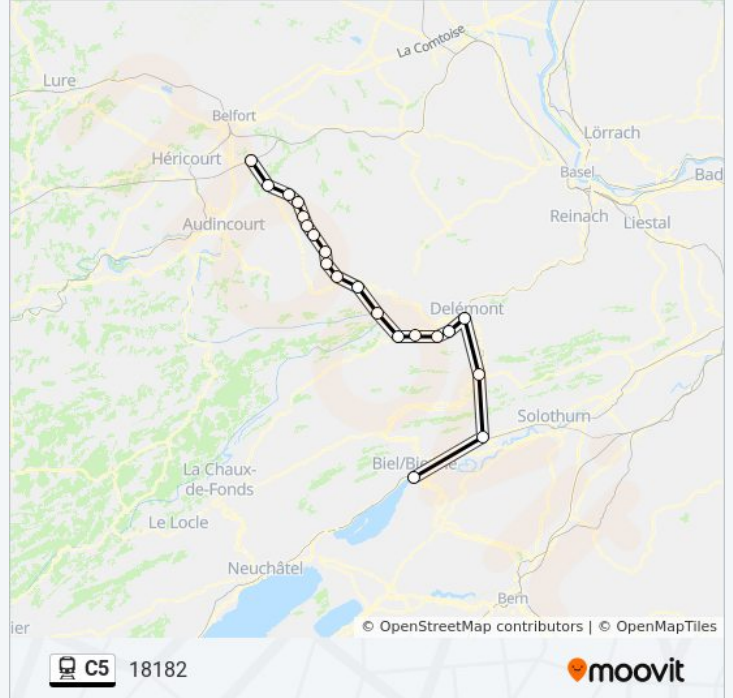 La Comtoise
Lure
Belfort
Lörrach
Héricourt
Basel
Bad
Reinach
Liestal
Audincourt
Delémont
Solothurn
Biel/Bienne
La Chaux-
de-Fonds
Le Locle
Neuchâtel
Bern
ier
© OpenStreetMap contributors | © OpenMapTiles
C5 18182 moovit